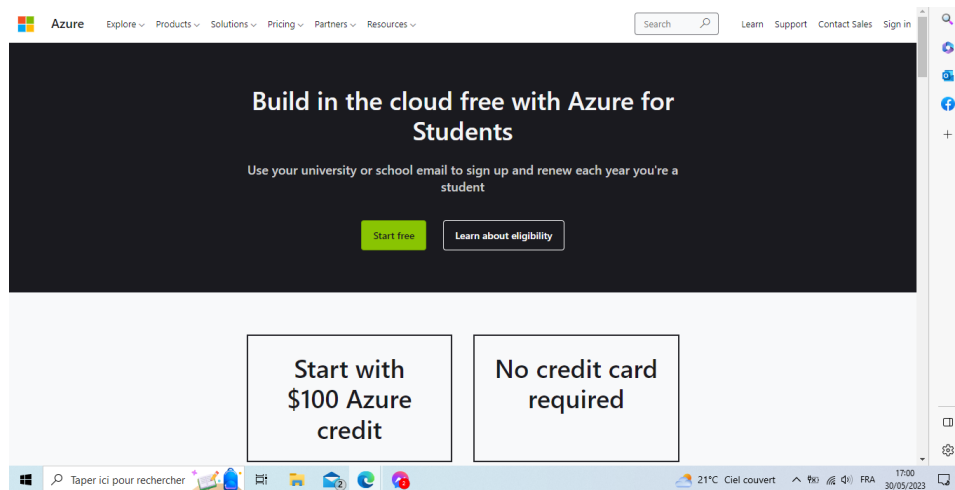 Azure Explore Products Solutions Pricing Partners Resources Search Learn Support Contact Sales Sign in
Build in the cloud free with Azure for
Students
Use your university or school email to sign up and renew each year you're a
student
Start free Learn about eligibility
Start with
$100 Azure
credit
No credit card
required
Taper ici pour rechercher 2 2 21°C Ciel couvert FRA 17:00
30/05/2023